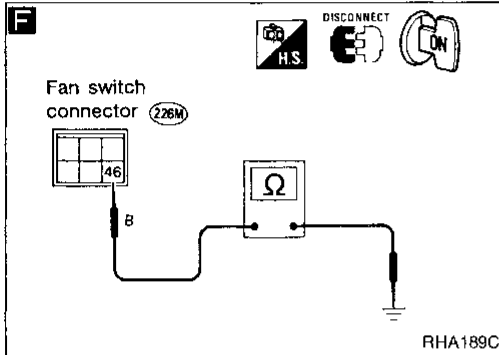 F
DISCONNECT
H.S.
ON
Fan switch
connector 226M
46
B
Ω
RHA189C